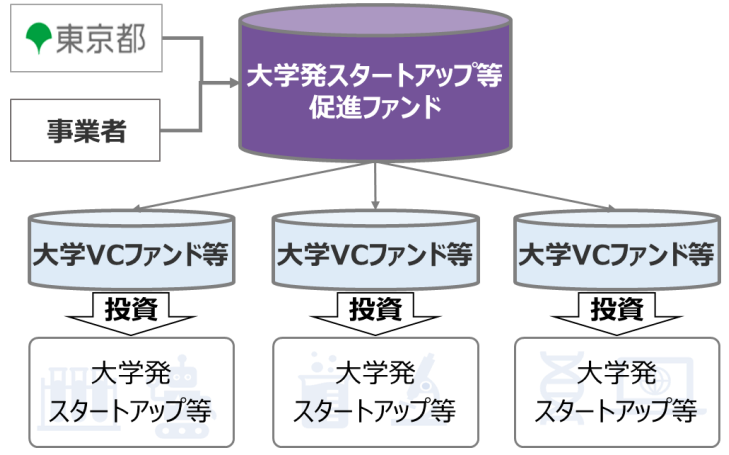 東京都
事業者
大学発スタートアップ等
促進ファンド
大学VCファンド等
大学VCファンド等
大学VCファンド等
投資
投資
投資
大学発
スタートアップ等
大学発
スタートアップ等
大学発
スタートアップ等